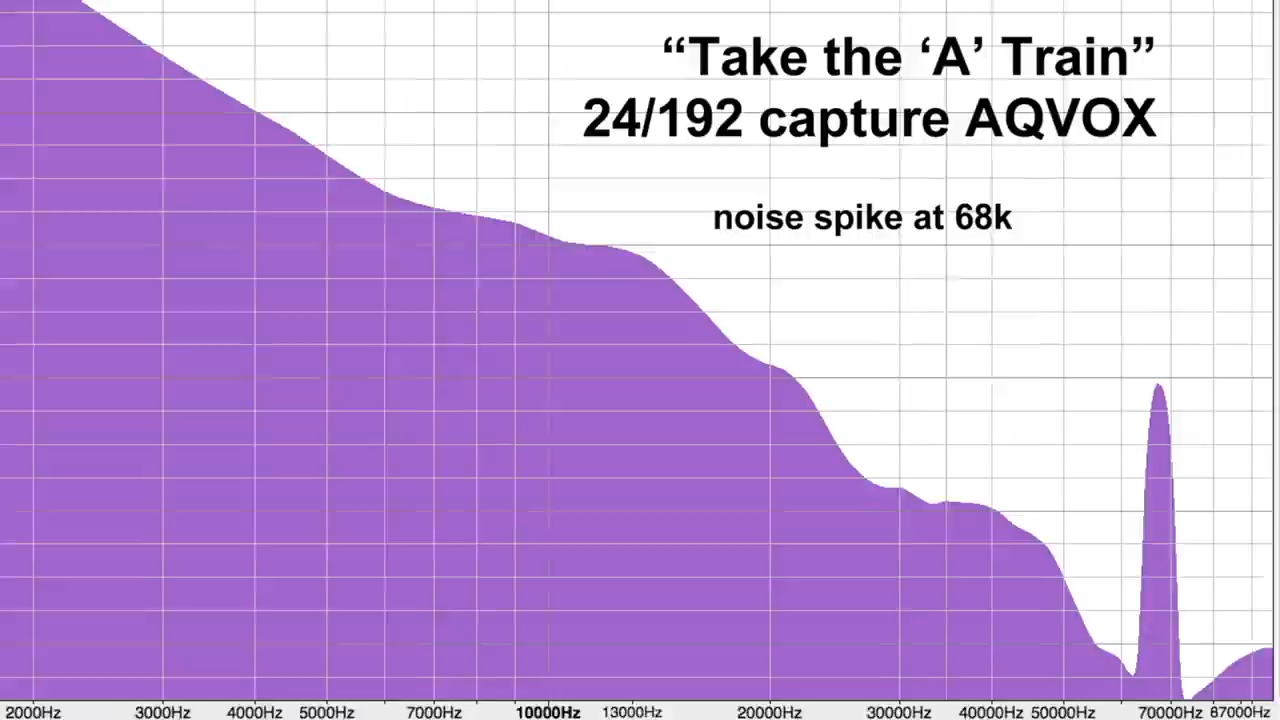 “Take the ‘A’ Train”
24/192 capture AQVOX
noise spike at 68k
2000Hz 3000Hz 4000Hz 5000Hz 7000Hz 10000Hz 13000Hz 20000Hz 30000Hz 40000Hz 50000Hz 70000Hz 87000Hz